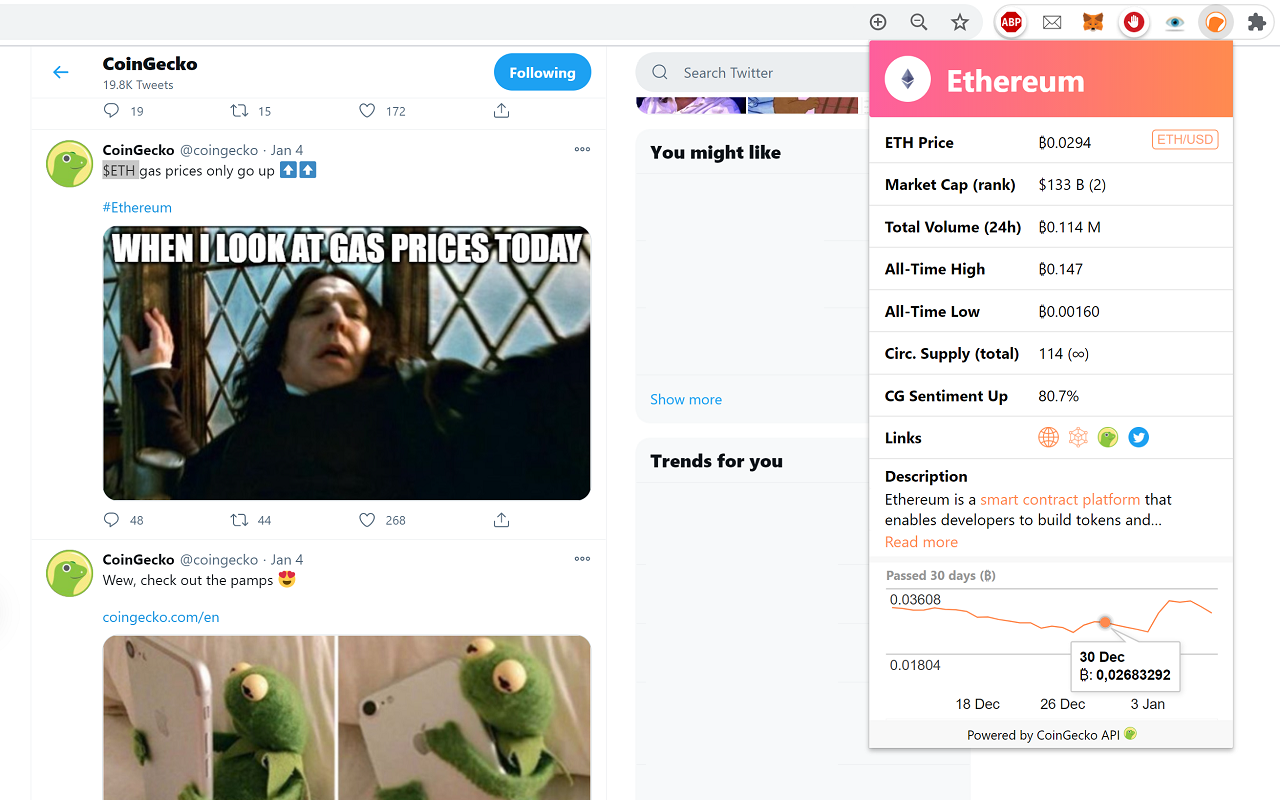 ABP
CoinGecko
19.8K Tweets
Following
Search Twitter
19
15
172
CoinGecko @coingecko · Jan 4
$ETH gas prices only go up ⬆️⬆️
#Ethereum
WHEN I LOOK AT GAS PRICES TODAY
48
44
268
CoinGecko @coingecko · Jan 4
Wew, check out the pamps 😍
coingecko.com/en
You might like
Show more
Trends for you
Ethereum
ETH Price ₿0.0294 ETH/USD
Market Cap (rank) $133 B (2)
Total Volume (24h) ₿0.114 M
All-Time High ₿0.147
All-Time Low ₿0.00160
Circ. Supply (total) 114 (∞)
CG Sentiment Up 80.7%
Links
Description
Ethereum is a smart contract platform that
enables developers to build tokens and...
Read more
Passed 30 days (₿)
0.03608
0.01804
30 Dec
₿: 0,02683292
18 Dec 26 Dec 3 Jan
Powered by CoinGecko API